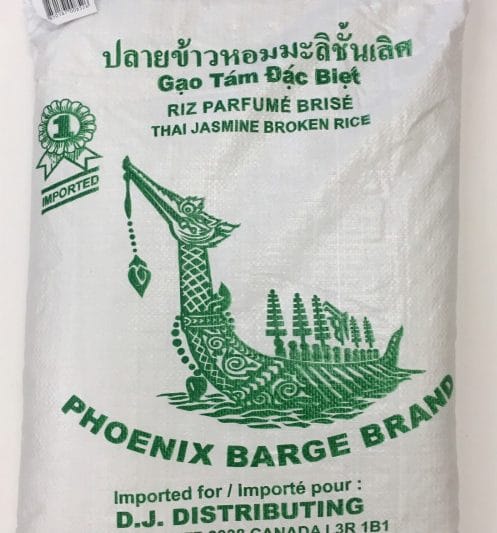 ปลายข้าวหอมมะลิชั้นเลิศ
Gạo Tám Đặc Biẹt
RIZ PARFUMÉ BRISÉ
THAI JASMINE BROKEN RICE
1
IMPORTED
PHOENIX BARGE BRAND
Imported for / Importé pour :
D.J. DISTRIBUTING
CANADA L3R 1B1